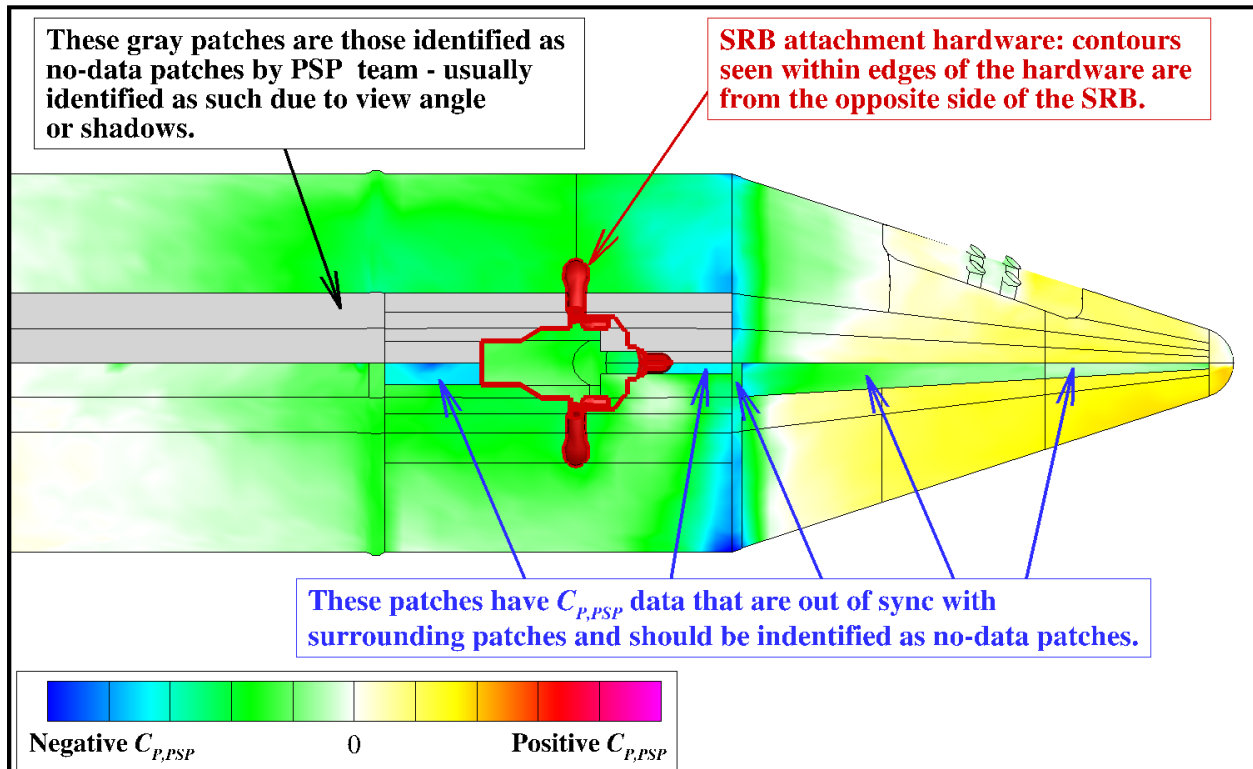 These gray patches are those identified as
no-data patches by PSP team - usually
identified as such due to view angle
or shadows.
SRB attachment hardware: contours
seen within edges of the hardware are
from the opposite side of the SRB.
These patches have C_{P,PSP} data that are out of sync with
surrounding patches and should be indentified as no-data patches.
Negative C_{P,PSP} 0 Positive C_{P,PSP}